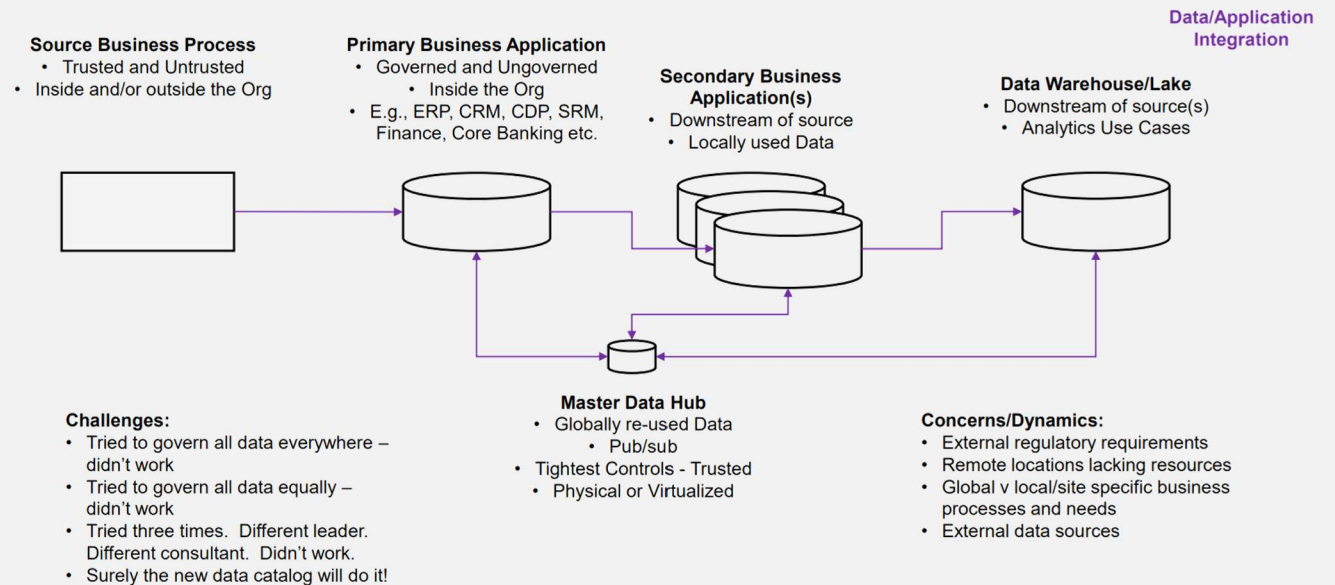 Data/Application
Integration
Source Business Process
• Trusted and Untrusted
• Inside and/or outside the Org
Primary Business Application
• Governed and Ungoverned
• Inside the Org
• E.g., ERP, CRM, CDP, SRM,
Finance, Core Banking etc.
Secondary Business
Application(s)
• Downstream of source
• Locally used Data
Data Warehouse/Lake
• Downstream of source(s)
• Analytics Use Cases
Challenges:
• Tried to govern all data everywhere –
didn’t work
• Tried to govern all data equally –
didn’t work
• Tried three times.  Different leader.
Different consultant.  Didn’t work.
• Surely the new data catalog will do it!
Master Data Hub
• Globally re-used Data
• Pub/sub
• Tightest Controls - Trusted
• Physical or Virtualized
Concerns/Dynamics:
• External regulatory requirements
• Remote locations lacking resources
• Global v local/site specific business
processes and needs
• External data sources